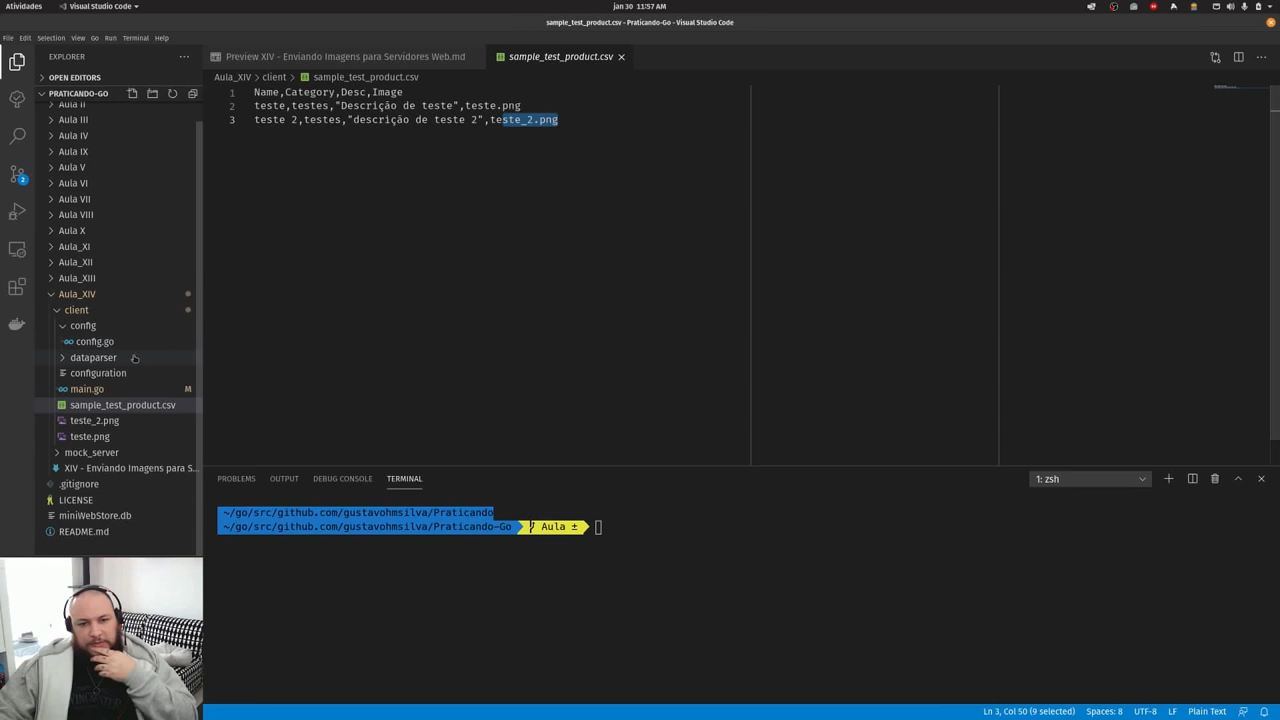 Atividades
Visual Studio Code
jan 30 11:57 AM
sample_test_product.csv - Praticando-Go - Visual Studio Code
File Edit Selection View Go Run Terminal Help
EXPLORER
OPEN EDITORS
PRATICANDO-GO
Aula II
Aula III
Aula IV
Aula IX
Aula V
Aula VI
Aula VII
Aula VIII
Aula X
Aula_XI
Aula_XII
Aula_XIII
Aula_XIV
client
config
config.go
dataparser
configuration
main.go M
sample_test_product.csv
teste_2.png
teste.png
mock_server
XIV - Enviando Imagens para S...
.gitignore
LICENSE
miniWebStore.db
README.md
2
Preview XIV - Enviando Imagens para Servidores Web.md
sample_test_product.csv
Aula_XIV > client > sample_test_product.csv
1 Name,Category,Desc,Image
2 teste,testes,"Descrição de teste",teste.png
3 teste 2,testes,"descrição de teste 2",teste_2.png
PROBLEMS OUTPUT DEBUG CONSOLE TERMINAL
1: zsh
~/go/src/github.com/gustavohmsilva/Praticando
~/go/src/github.com/gustavohmsilva/Praticando-Go Aula ±
Ln 3, Col 50 (9 selected) Spaces: 8 UTF-8 LF Plain Text